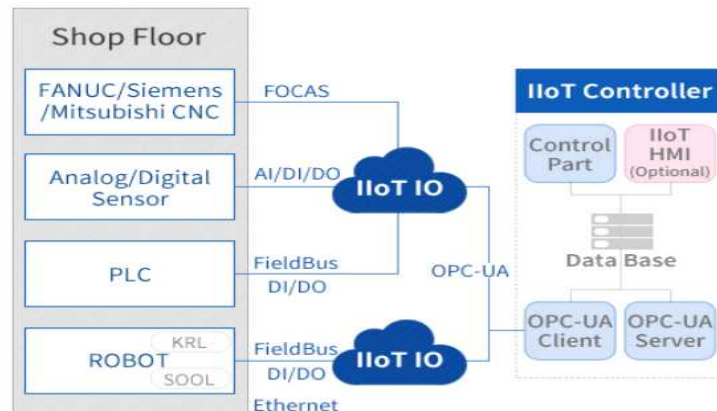 Shop Floor
FANUC/Siemens
/Mitsubishi CNC
FOCAS
Analog/Digital
Sensor
AI/DI/DO
IIoT IO
PLC
FieldBus
DI/DO
ROBOT
KRL
SOOL
FieldBus
DI/DO
IIoT IO
Ethernet
OPC-UA
IIoT Controller
Control
Part
IIoT
HMI
(Optional)
Data Base
OPC-UA
Client
OPC-UA
Server